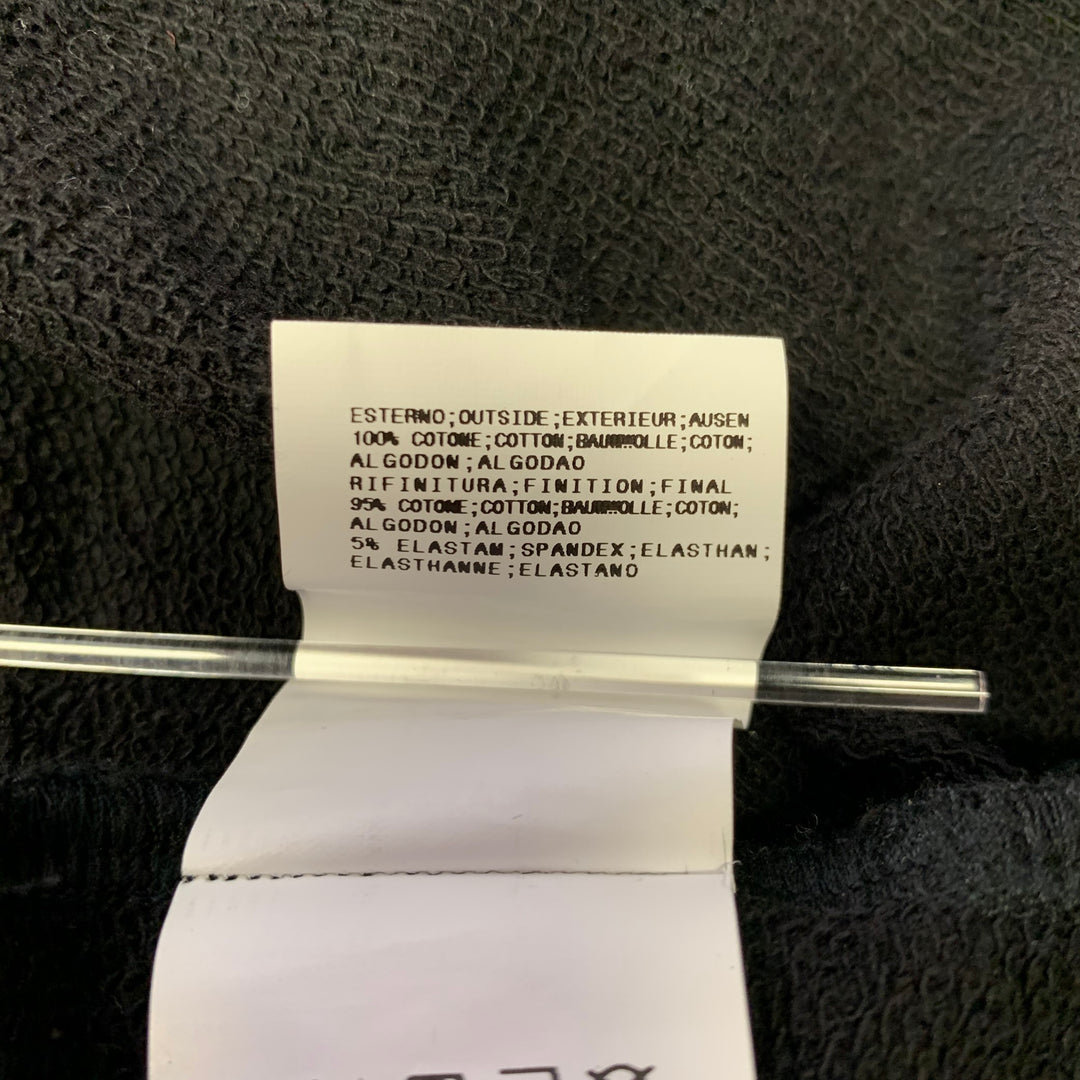 ESTERNO;OUTSIDE;EXTERIEUR;AUSEN
100% COTONE;COTTON;BAUMWOLLE;COTON;
ALGODON;ALGODAO
RIFINITURA;FINITION;FINAL
95% COTONE;COTTON;BAUMWOLLE;COTON;
ALGODON;ALGODAO
5% ELASTAM;SPANDEX;ELASTHAN;
ELASTHANNE;ELASTANO